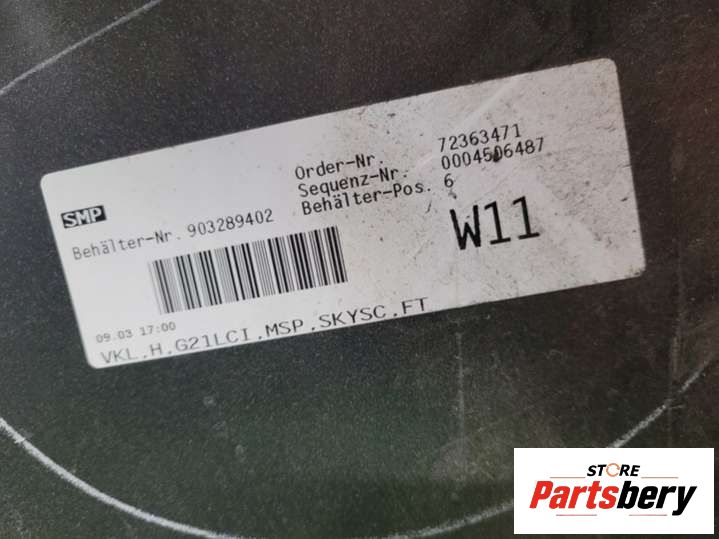 SMP
Order-Nr. 72363471
Sequenz-Nr. 0004506487
Behälter-Pos. 6
Behälter-Nr. 903289402
W11
09.03 17:00
VKL.H.G21LCI.MSP.SKYSC.FT
STORE
Partsbery